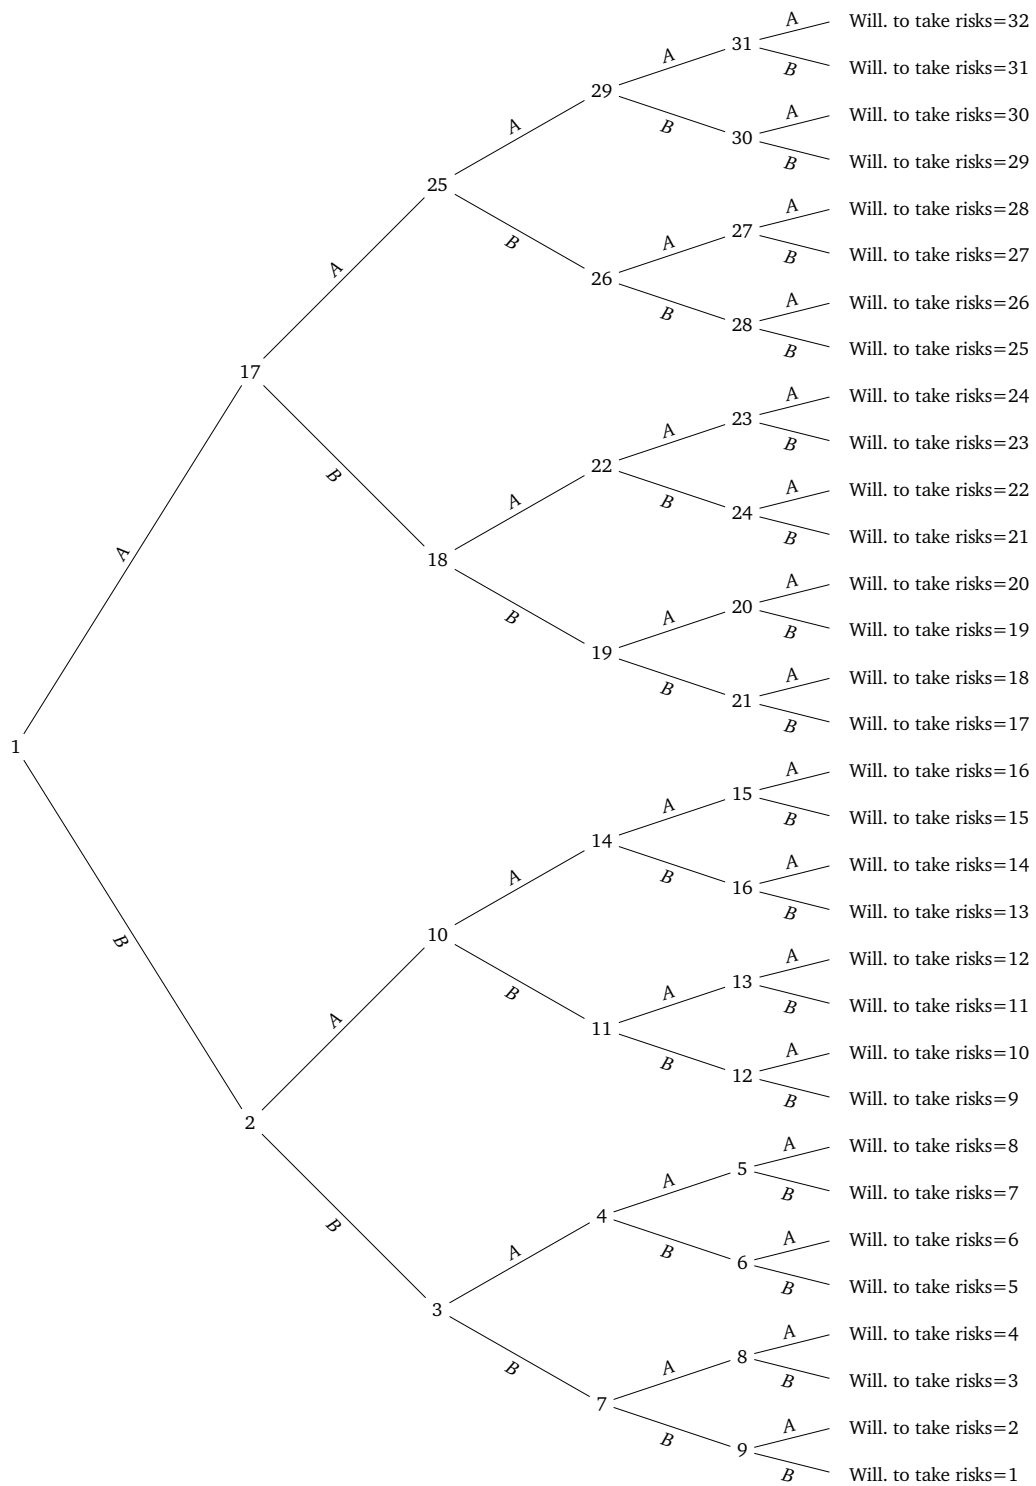 A Will. to take risks=32
31
A B Will. to take risks=31
29
B A Will. to take risks=30
30
A B Will. to take risks=29
25
A Will. to take risks=28
27
B A B Will. to take risks=27
26
A B A Will. to take risks=26
28
B Will. to take risks=25
17
A Will. to take risks=24
23
A B Will. to take risks=23
22
B A B A Will. to take risks=22
24
B Will. to take risks=21
18
A A Will. to take risks=20
20
B A B Will. to take risks=19
19
B A Will. to take risks=18
21
B Will. to take risks=17
1
A Will. to take risks=16
15
A B Will. to take risks=15
14
A B A Will. to take risks=14
16
B Will. to take risks=13
10
B A Will. to take risks=12
13
A B A B Will. to take risks=11
11
B A Will. to take risks=10
12
B Will. to take risks=9
2
A Will. to take risks=8
5
A B Will. to take risks=7
4
B A B A Will. to take risks=6
6
B Will. to take risks=5
3
A Will. to take risks=4
8
B A B Will. to take risks=3
7
B A Will. to take risks=2
9
B Will. to take risks=1